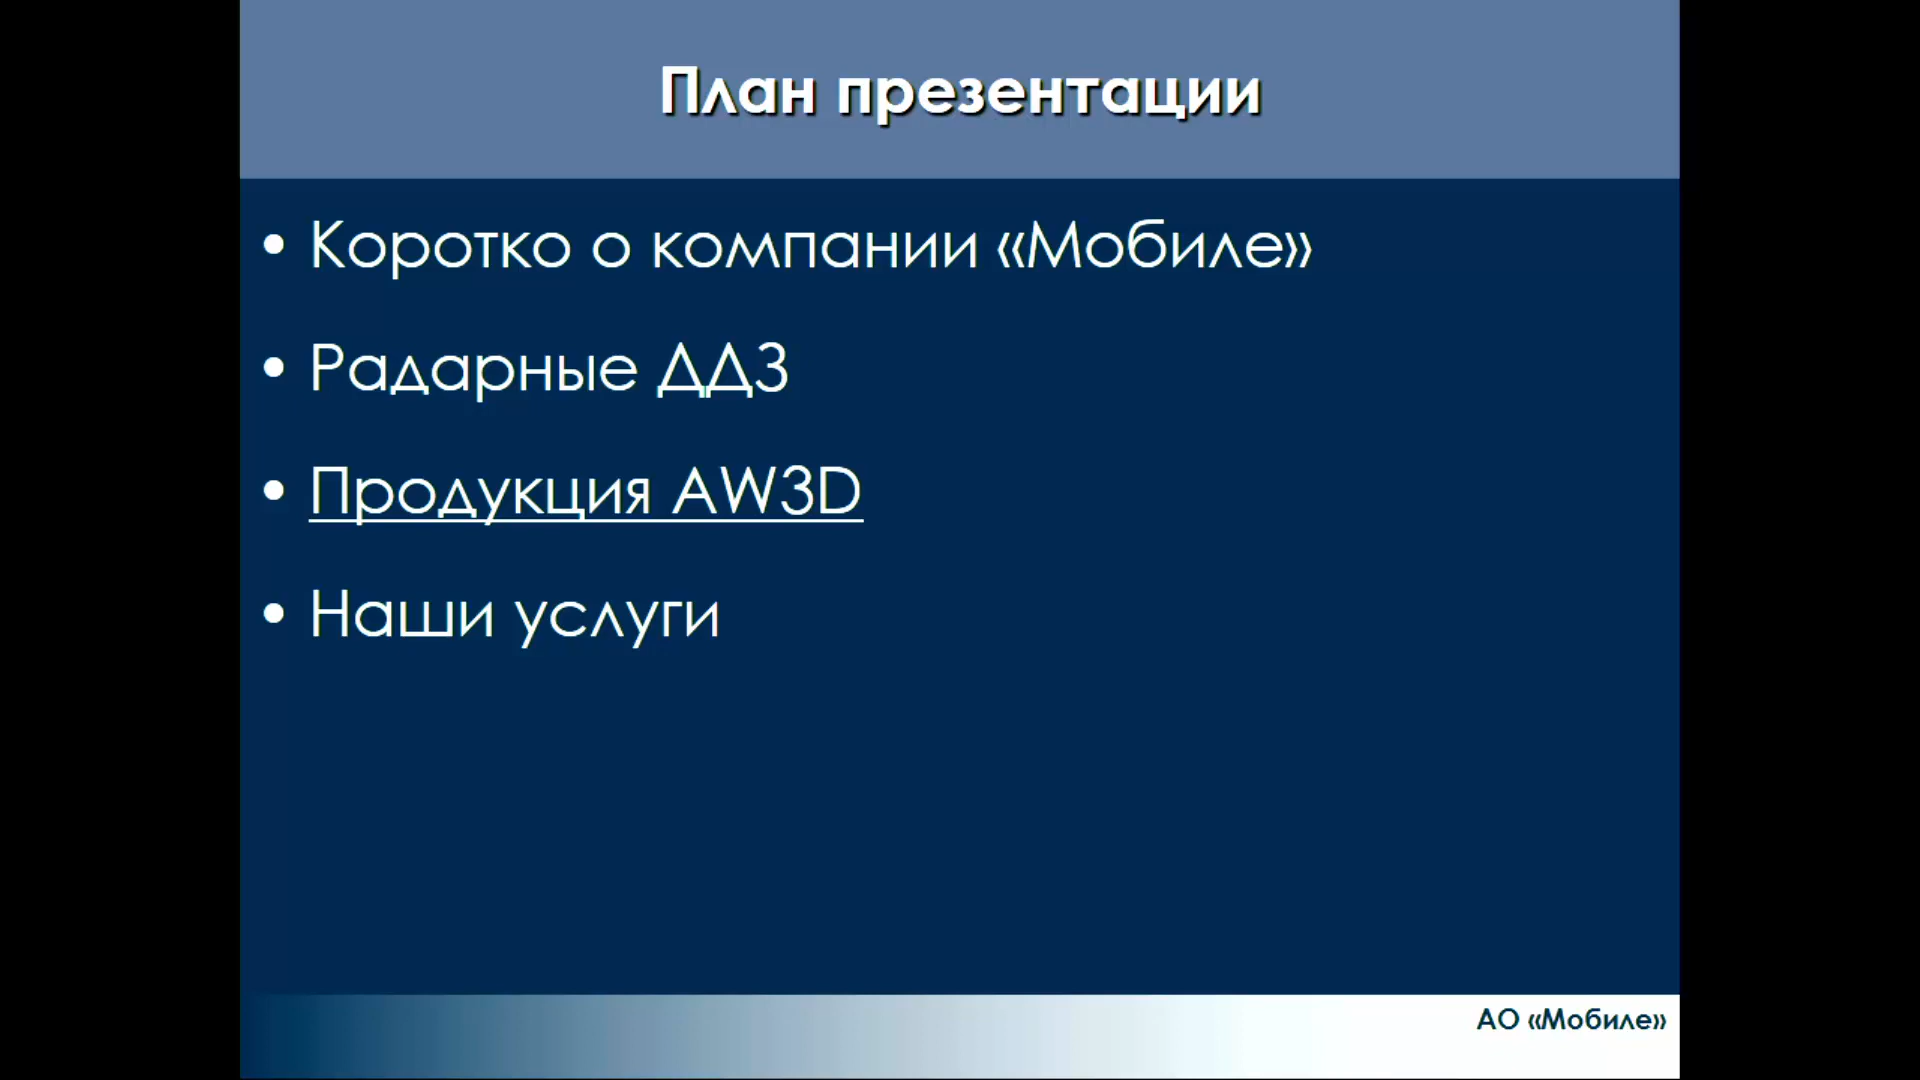 План презентации
• Коротко о компании «Мобиле»
• Радарные ДДЗ
• Продукция AW3D
• Наши услуги
АО «Мобиле»